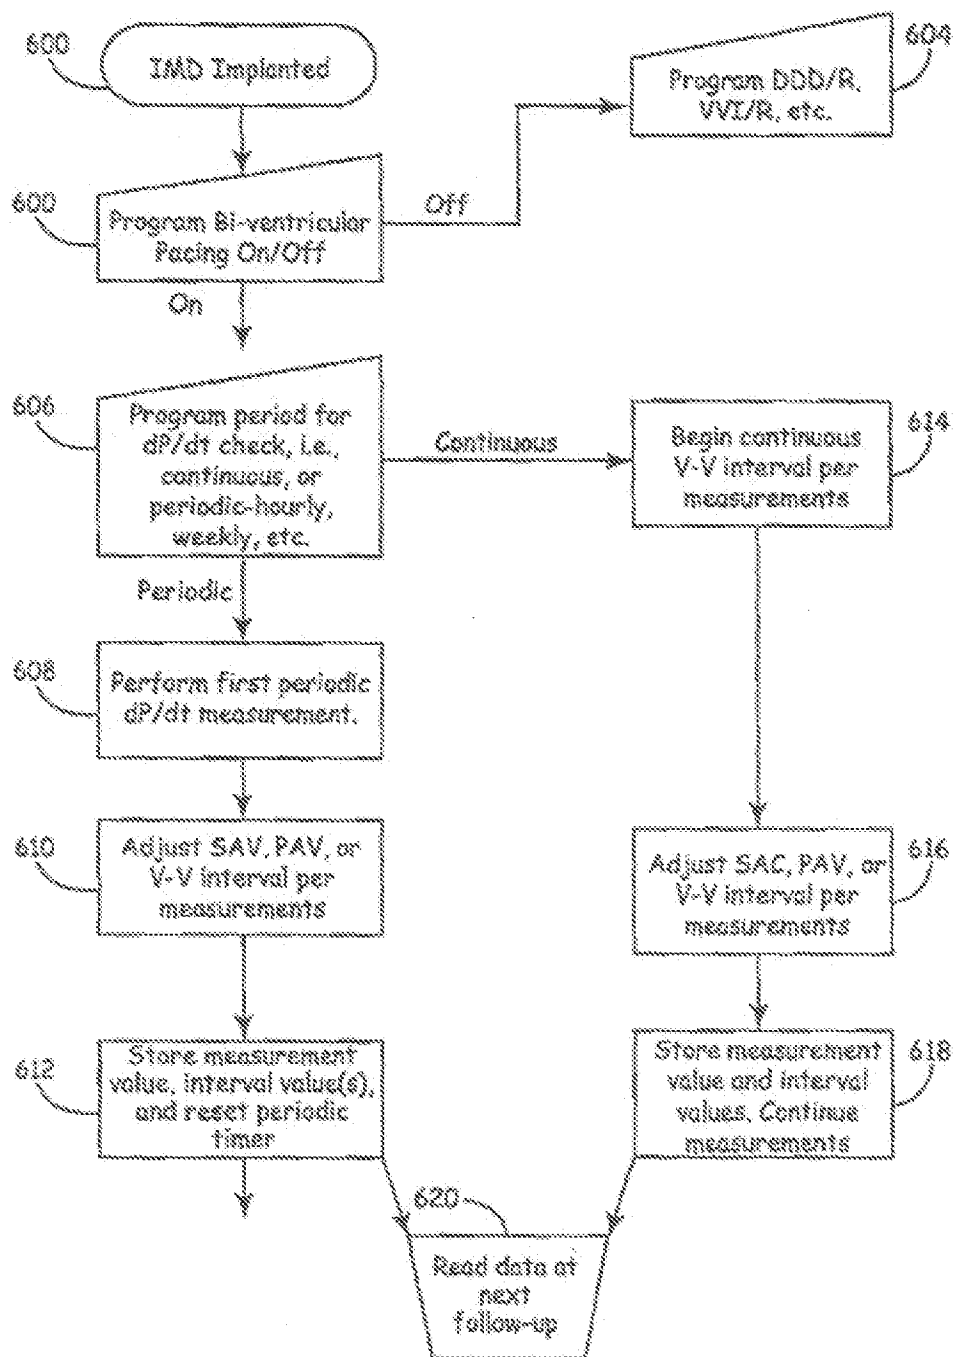 600
IMD Implanted
604
Program DDD/R,
VVI/R, etc.
600
Program Bi-ventricular
Pacing On/Off
Off
On
606
Program period for
dP/dt check, i.e.,
continuous, or
periodic-hourly,
weekly, etc.
Continuous
614
Begin continuous
V-V interval per
measurements
Periodic
608
Perform first periodic
dP/dt measurement.
610
Adjust SAV, PAV, or
V-V interval per
measurements
616
Adjust SAC, PAV, or
V-V interval per
measurements
612
Store measurement
value, interval value(s),
and reset periodic
timer
618
Store measurement
value and interval
values. Continue
measurements
620
Read data at
next
follow-up